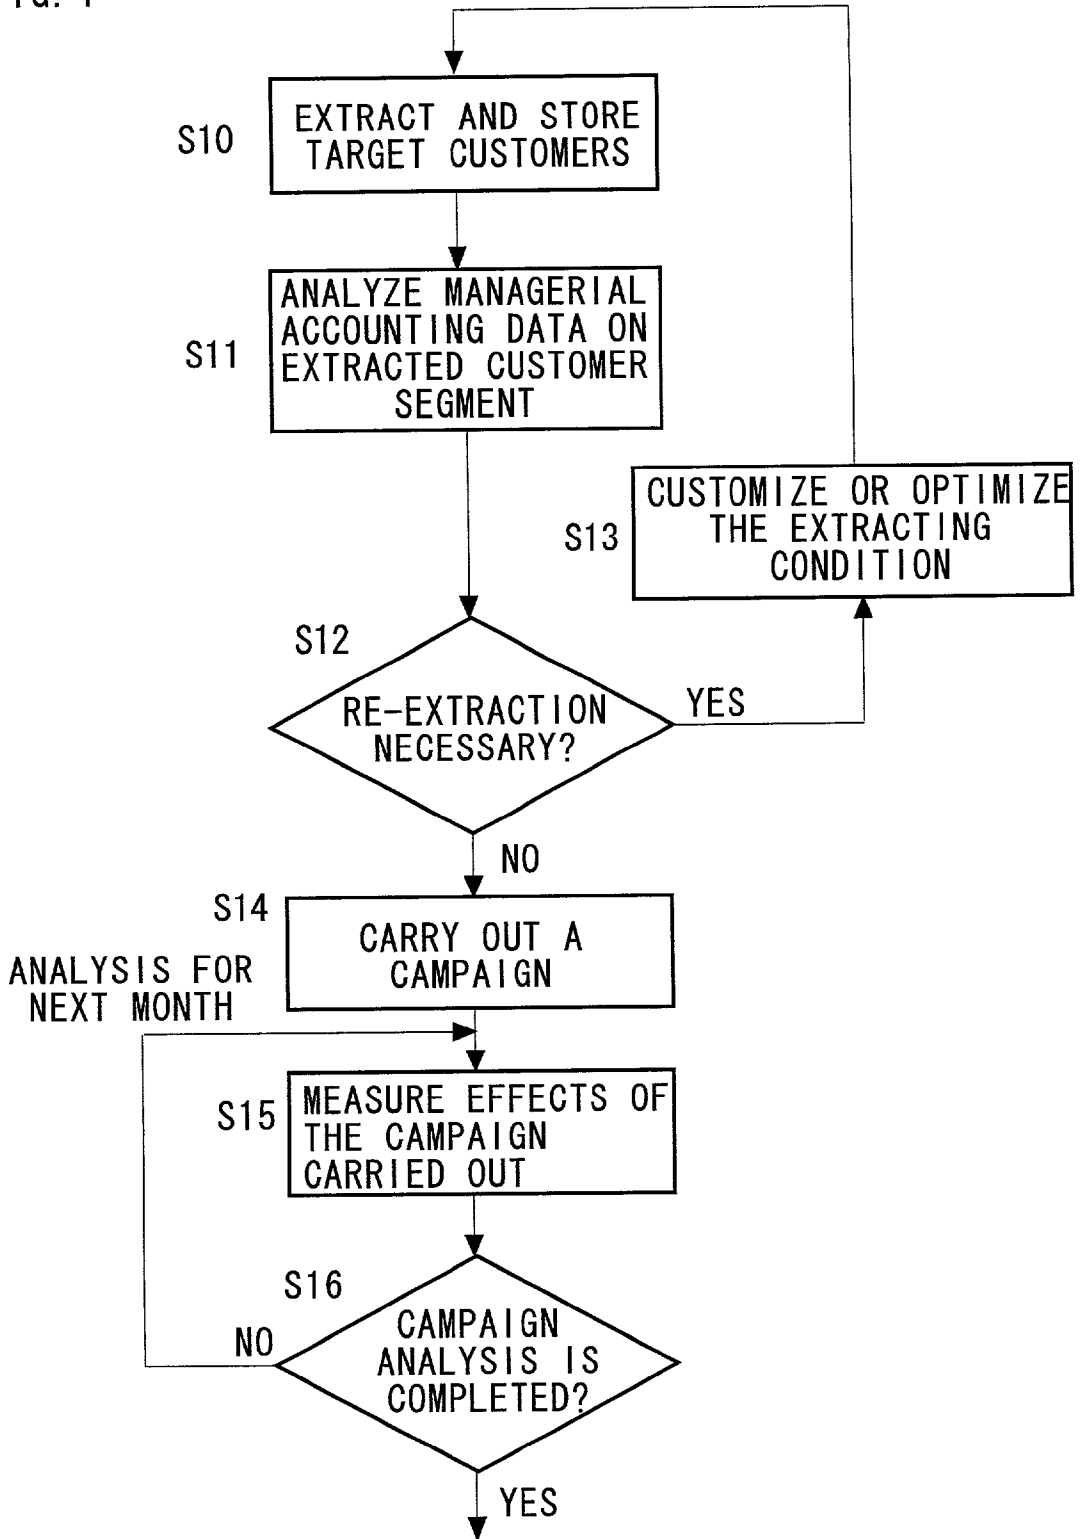 S10
EXTRACT AND STORE
TARGET CUSTOMERS
S11
ANALYZE MANAGERIAL
ACCOUNTING DATA ON
EXTRACTED CUSTOMER
SEGMENT
S13
CUSTOMIZE OR OPTIMIZE
THE EXTRACTING
CONDITION
S12
RE-EXTRACTION
NECESSARY?
YES
NO
S14
CARRY OUT A
CAMPAIGN
ANALYSIS FOR
NEXT MONTH
S15
MEASURE EFFECTS OF
THE CAMPAIGN
CARRIED OUT
S16
CAMPAIGN
ANALYSIS IS
COMPLETED?
NO
YES